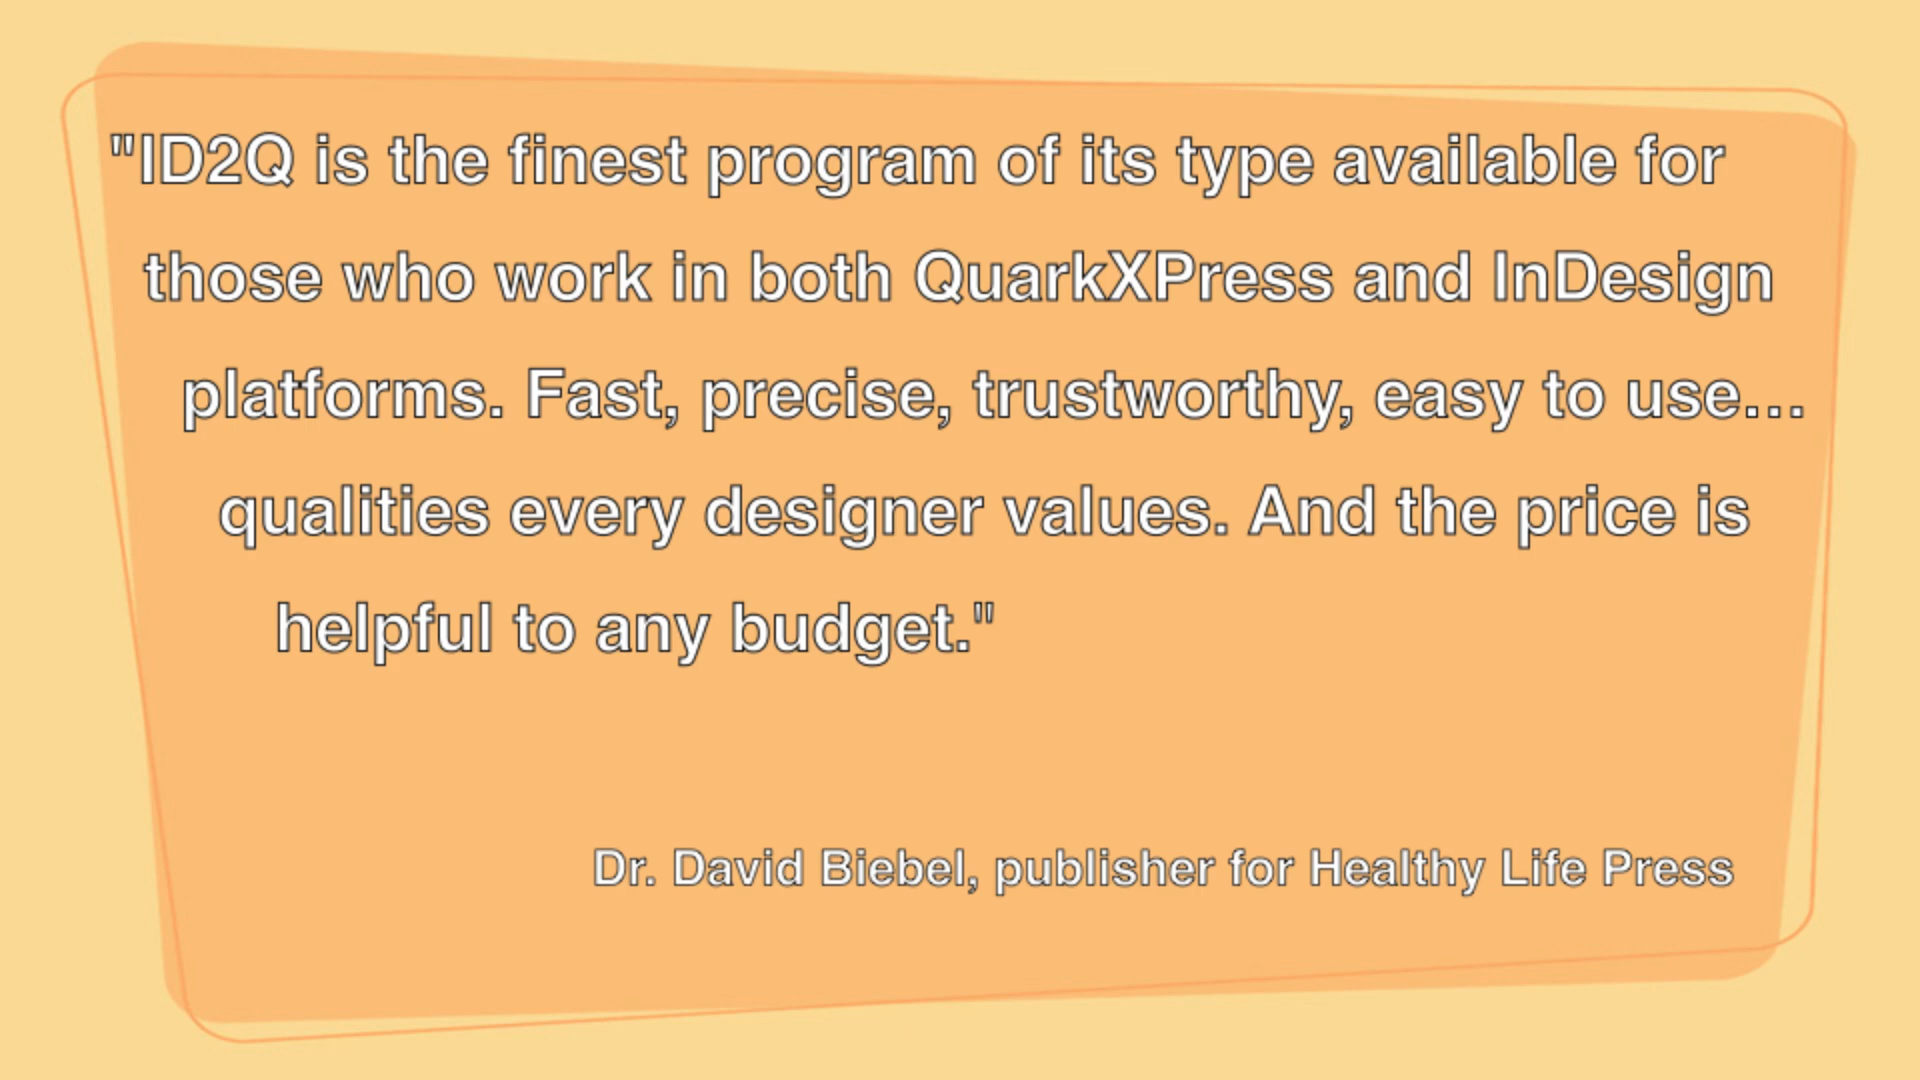 "ID2Q is the finest program of its type available for
those who work in both QuarkXPress and InDesign
platforms. Fast, precise, trustworthy, easy to use...
qualities every designer values. And the price is
helpful to any budget."
Dr. David Biebel, publisher for Healthy Life Press